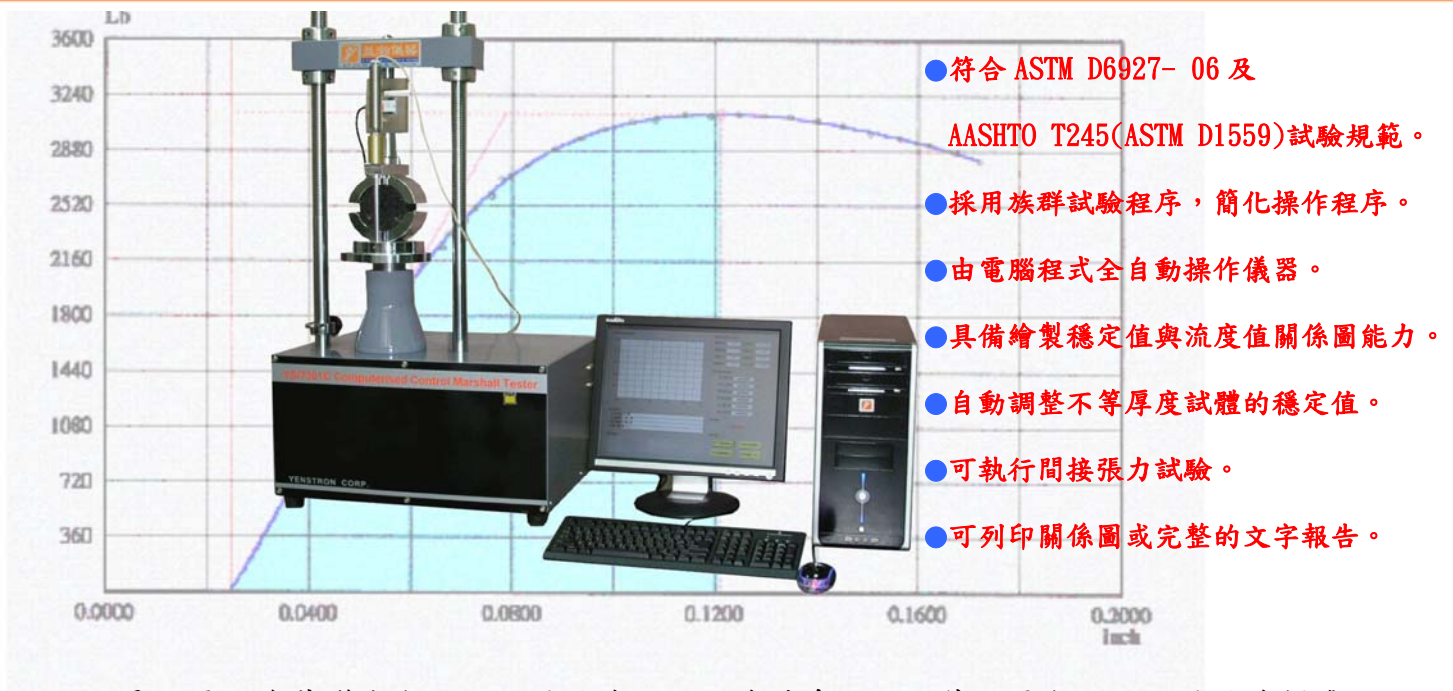 Lb
3600
3240
2880
2520
2160
1800
1440
1080
720
360
0.0000 0.0400 0.0800 0.1200 0.1600 0.2000
inch
Computerised Control Marshall Tester
YENSTRON CORP.
●符合 ASTM D6927- 06 及
AASHTO T245(ASTM D1559)試驗規範。
●採用族群試驗程序，簡化操作程序。
●由電腦程式全自動操作儀器。
●具備繪製穩定值與流度值關係圖能力。
●自動調整不等厚度試體的穩定值。
●可執行間接張力試驗。
●可列印關係圖或完整的文字報告。